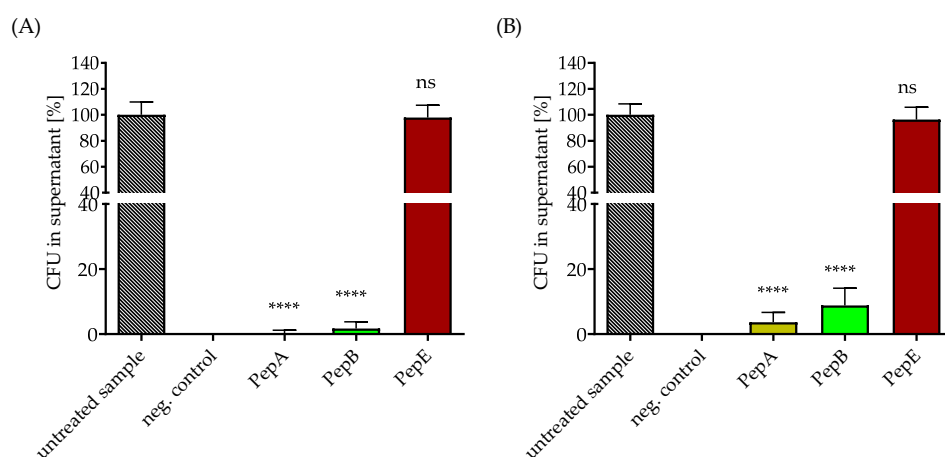 (A)
CFU in supernatant [%]
140
120
100
80
60
40
40
20
0
ns
****
****
untreated sample
neg. control
PepA
PepB
PepE
(B)
CFU in supernatant [%]
140
120
100
80
60
40
40
20
0
ns
****
****
untreated sample
neg. control
PepA
PepB
PepE